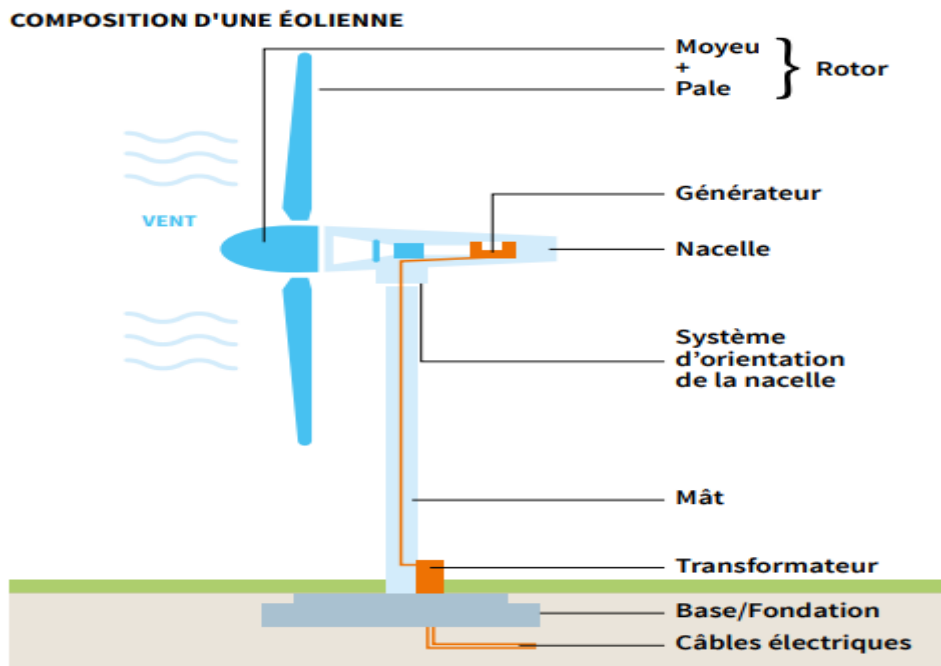 COMPOSITION D'UNE ÉOLIENNE
Moyeu
+
Pale
} Rotor
VENT
Générateur
Nacelle
Système
d’orientation
de la nacelle
Mât
Transformateur
Base/Fondation
Câbles électriques